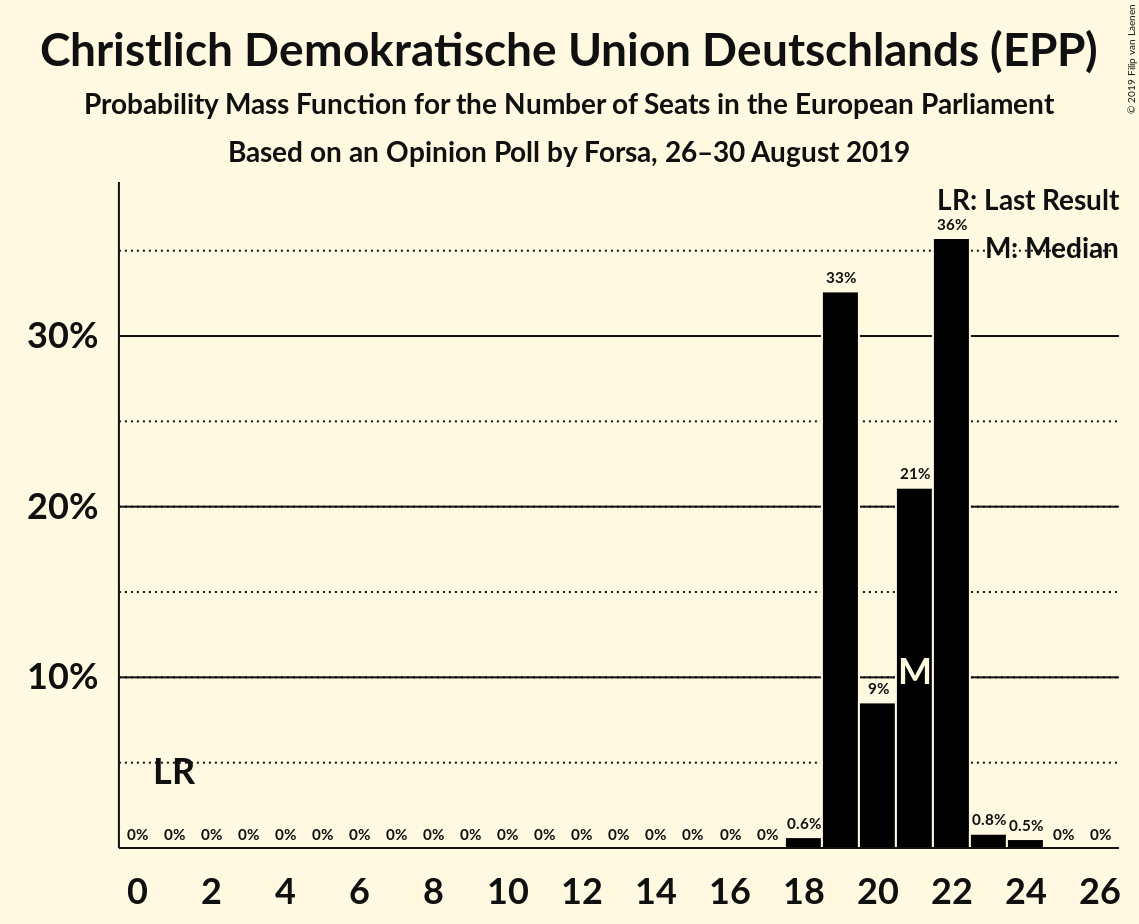 Christlich Demokratische Union Deutschlands (EPP)
Probability Mass Function for the Number of Seats in the European Parliament
Based on an Opinion Poll by Forsa, 26–30 August 2019
© 2019 Filip van Laenen
LR: Last Result
M: Median
36%
33%
30%
21%
20%
10%
M
9%
LR
0% 0% 0% 0% 0% 0% 0% 0% 0% 0% 0% 0% 0% 0% 0% 0% 0% 0% 0.6% 0.8% 0.5% 0% 0%
0 2 4 6 8 10 12 14 16 18 20 22 24 26